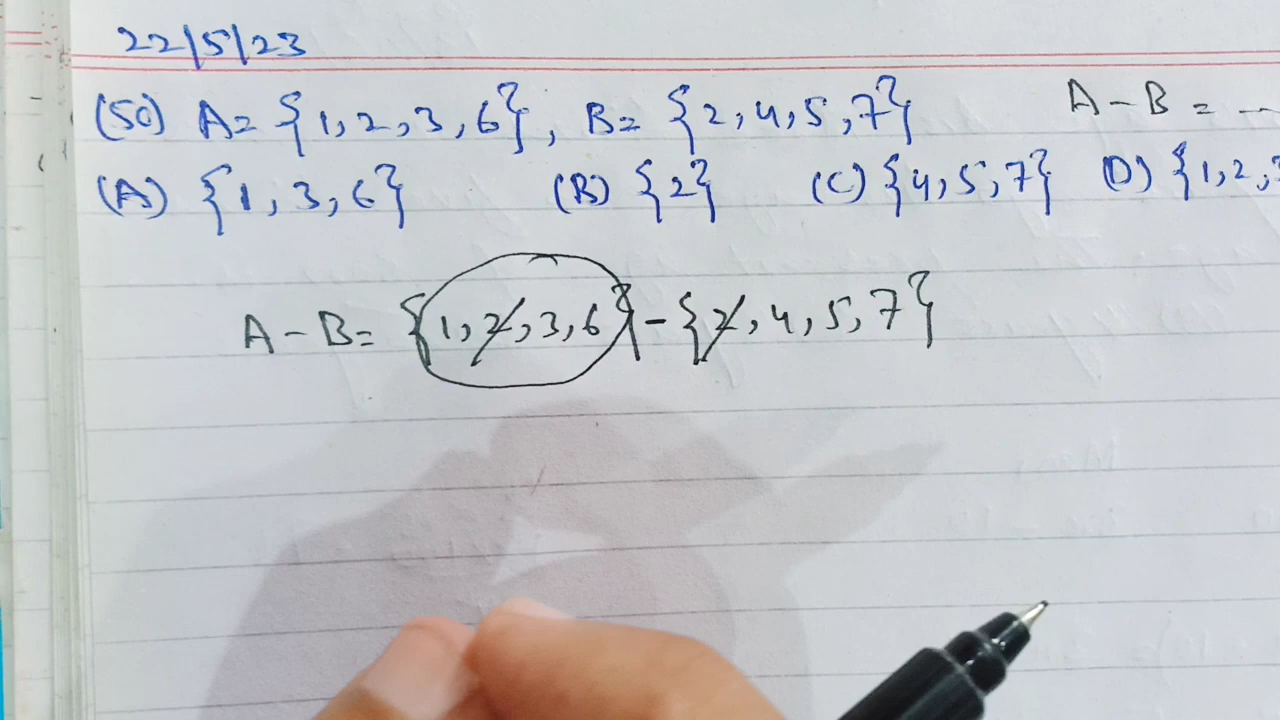 22/5/23
(50) A= {1,2,3,6}, B= {2,4,5,7} A-B = ...
(A) {1,3,6} (B) {2} (C) {4,5,7} (D) {1,2,3
A-B= {1,2,3,6} - {2,4,5,7}